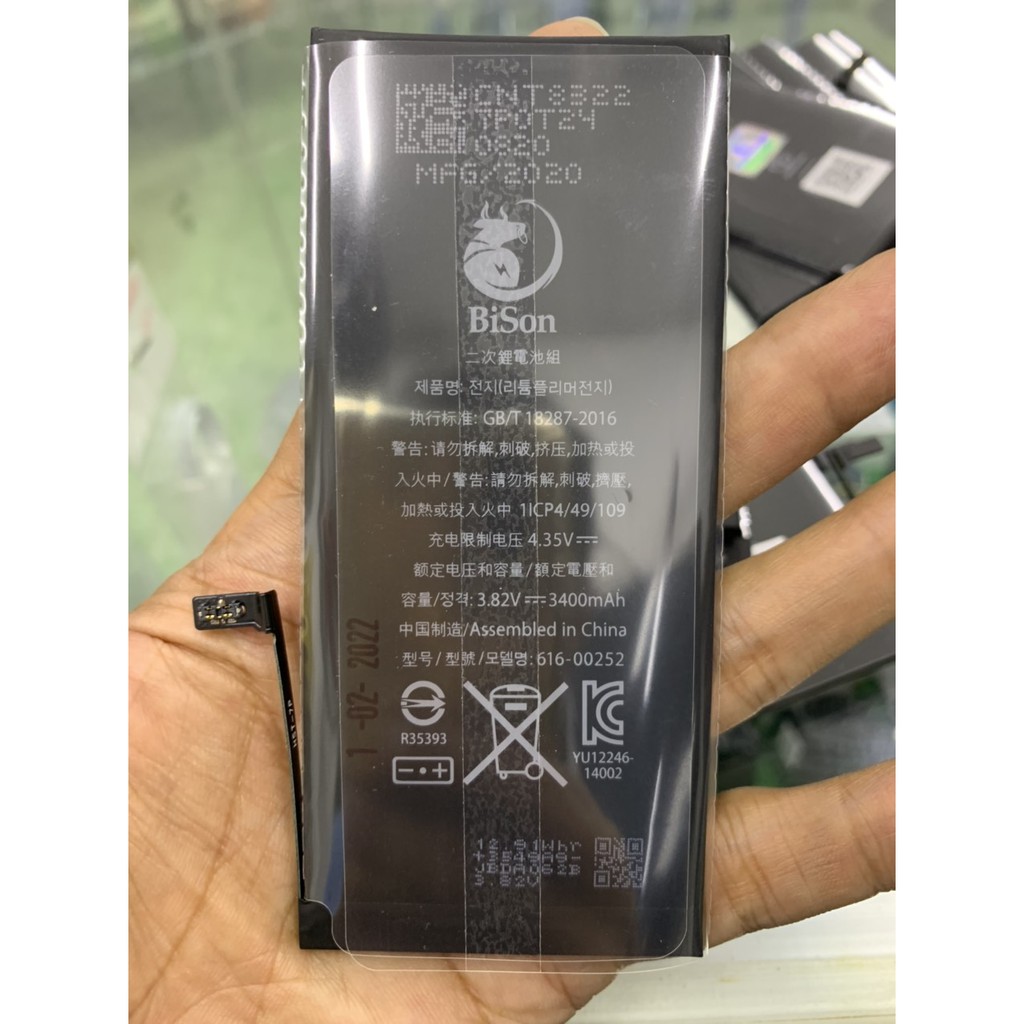 CNT8B22
7P0T24
0820
MFG/2020
BiSon
二次鋰電池組
제품명: 전지(리튬폴리머전지)
执行标准: GB/T 18287-2016
警告:请勿拆解,刺破,挤压,加热或投
入火中/警告:請勿拆解,刺破,擠壓,
加熱或投入火中 1ICP4/49/109
充电限制电压 4.35V⎓
额定电压和容量/額定電壓和
容量/정격: 3.82V⎓3400mAh
中国制造/Assembled in China
型号/型號/모델명: 616-00252
R35393
YU12246-
14002
1 -02- 2022
12.91Whr
+3549A9-
JBDA062B
3.82V